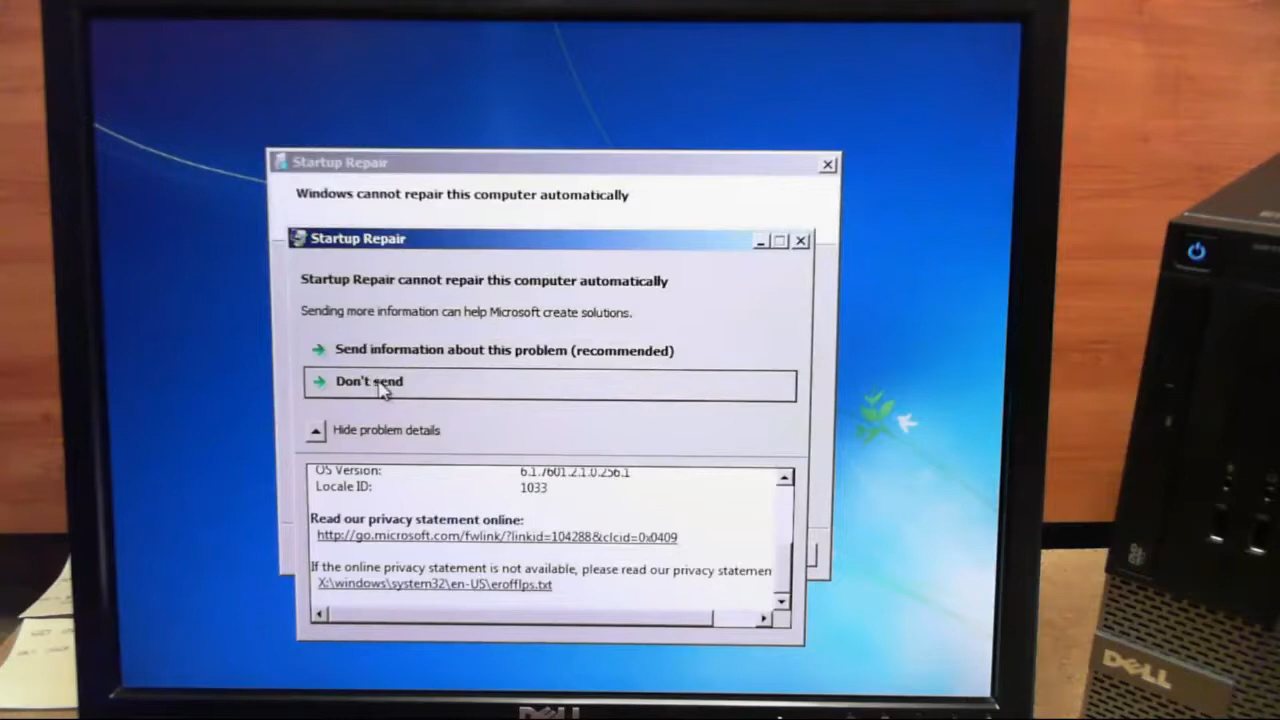 Startup Repair
Windows cannot repair this computer automatically
Startup Repair
Startup Repair cannot repair this computer automatically
Sending more information can help Microsoft create solutions.
Send information about this problem (recommended)
Don't send
Hide problem details
OS Version: 6.1.7601.2.1.0.256.1
Locale ID: 1033
Read our privacy statement online:
http://go.microsoft.com/fwlink/?linkid=104288&clcid=0x0409
If the online privacy statement is not available, please read our privacy statemen
X:\windows\system32\en-US\erofflps.txt
DELL
DELL